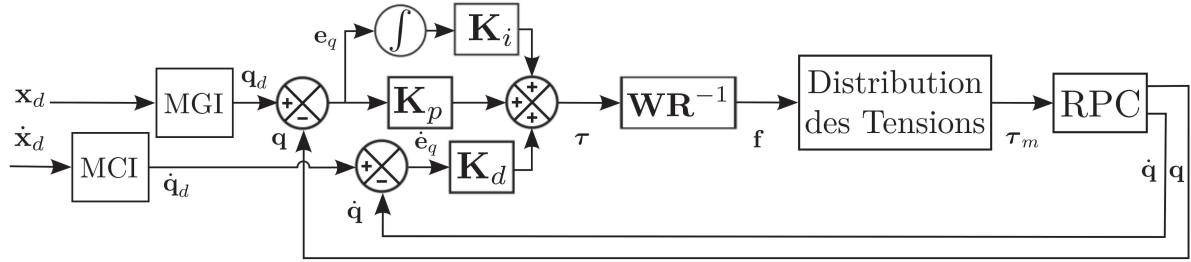 x_d
MGI
q_d
+
−
q
e_q
∫
K_i
K_p
+
+
+
τ
WR⁻¹
f
Distribution
des Tensions
τ_m
RPC
q̇ q
ẋ_d
MCI
q̇_d
+
−
q̇
ė_q
K_d